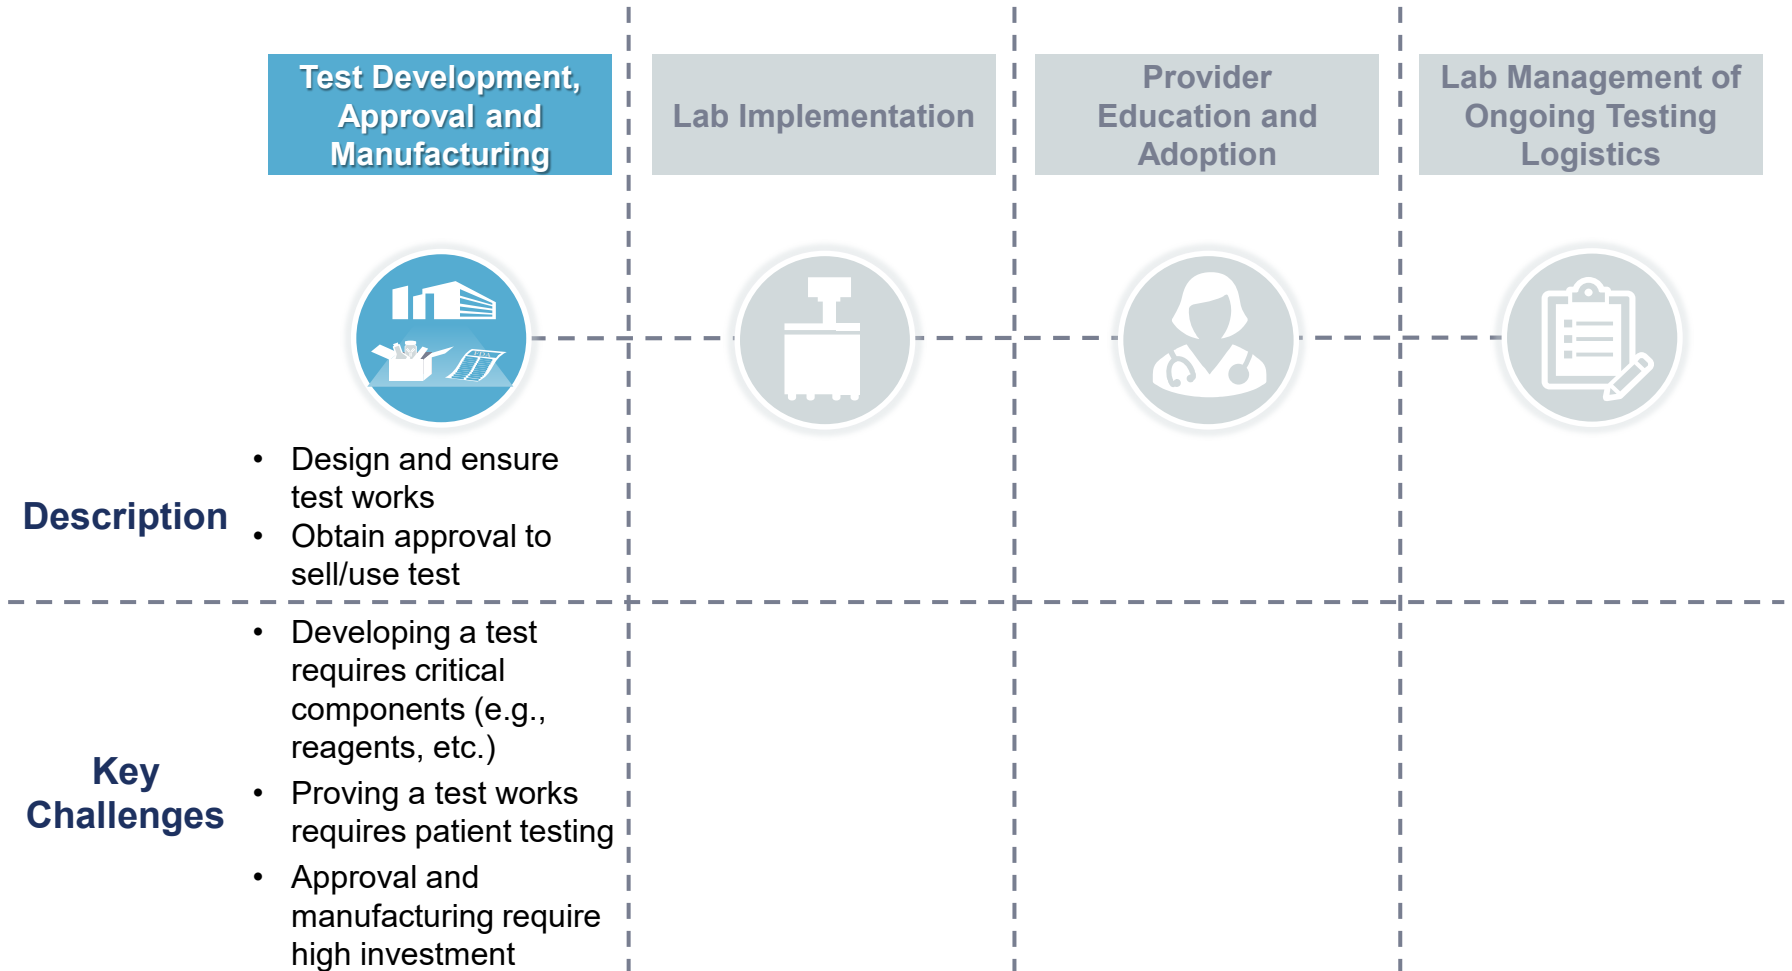 Test Development,
Approval and
Manufacturing
Lab Implementation
Provider
Education and
Adoption
Lab Management of
Ongoing Testing
Logistics
Description
• Design and ensure
test works
• Obtain approval to
sell/use test
Key
Challenges
• Developing a test
requires critical
components (e.g.,
reagents, etc.)
• Proving a test works
requires patient testing
• Approval and
manufacturing require
high investment